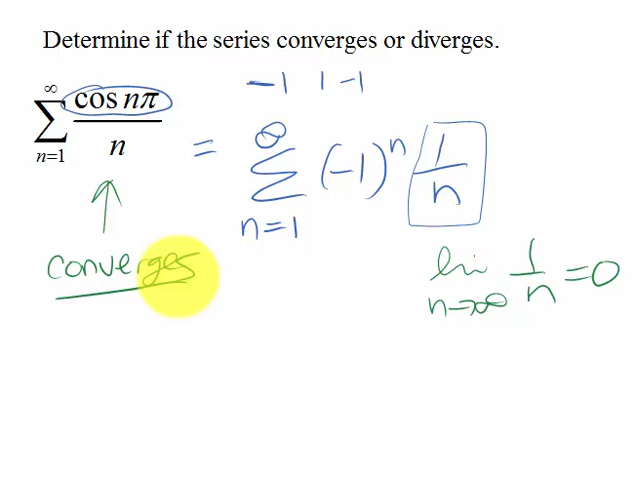 Determine if the series converges or diverges.
-1 1 -1
∞ ∞
∑ cos nπ / n = ∑ (-1)^n 1/n
n=1 n=1
converges
lim 1/n = 0
n→∞